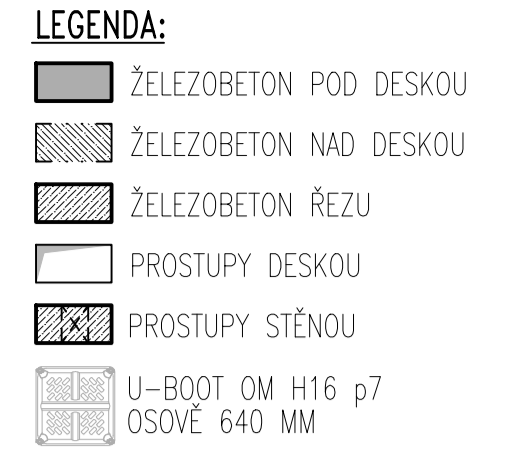 LEGENDA:
ŽELEZOBETON POD DESKOU
ŽELEZOBETON NAD DESKOU
ŽELEZOBETON ŘEZU
PROSTUPY DESKOU
X PROSTUPY STĚNOU
U-BOOT OM H16 p7
OSOVĚ 640 MM